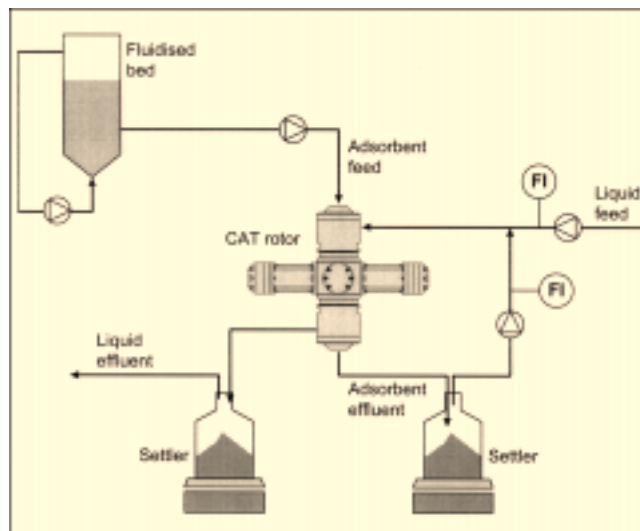 Fluidised
bed
Adsorbent
feed
FI
Liquid
feed
CAT rotor
FI
Liquid
effluent
Adsorbent
effluent
Settler
Settler